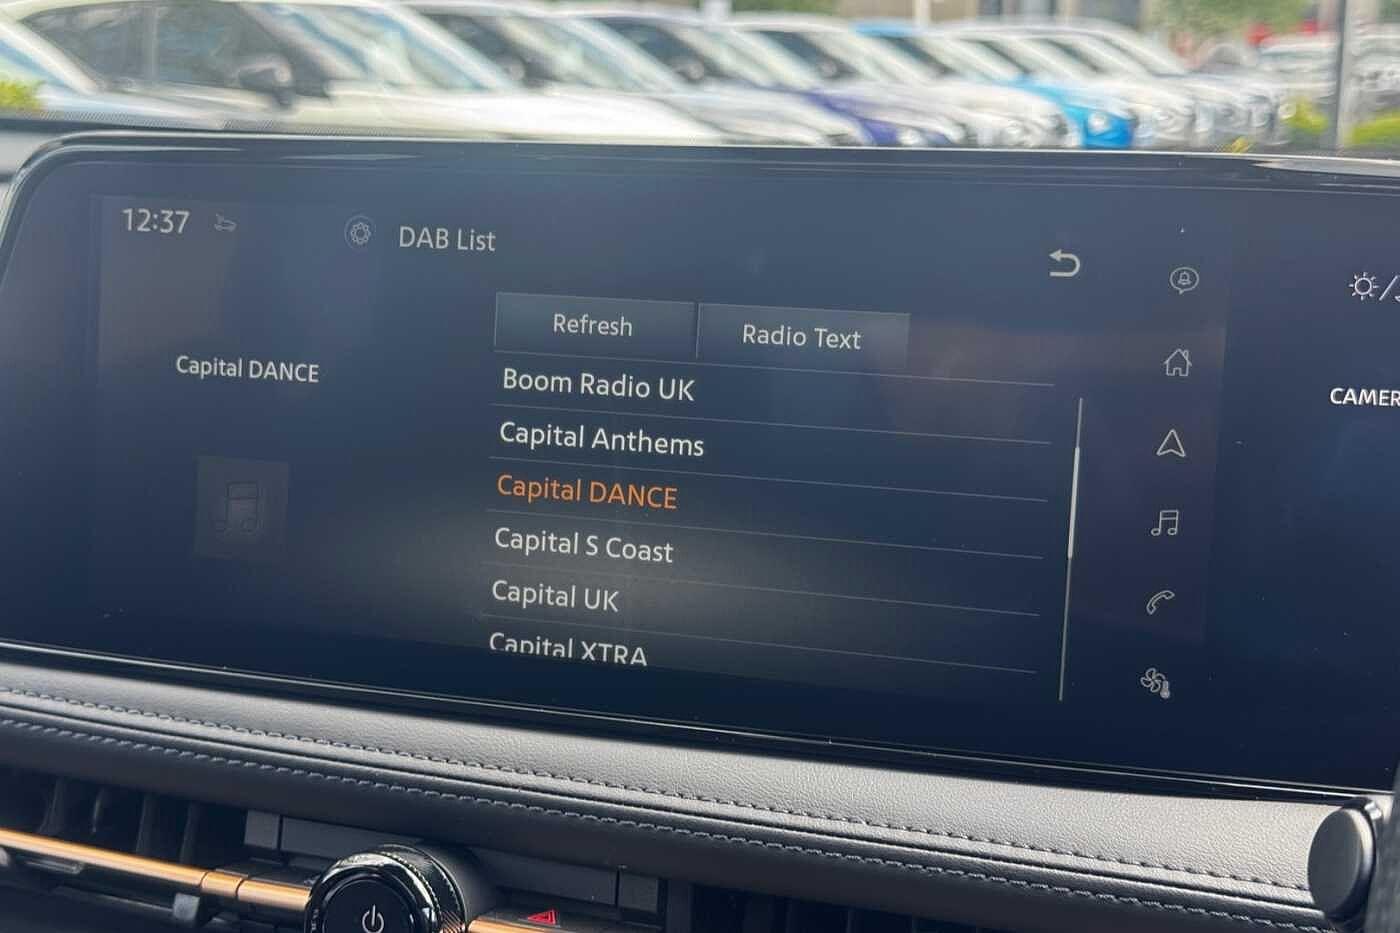 12:37
DAB List
Refresh
Radio Text
Capital DANCE
Boom Radio UK
Capital Anthems
Capital DANCE
Capital S Coast
Capital UK
Capital XTRA